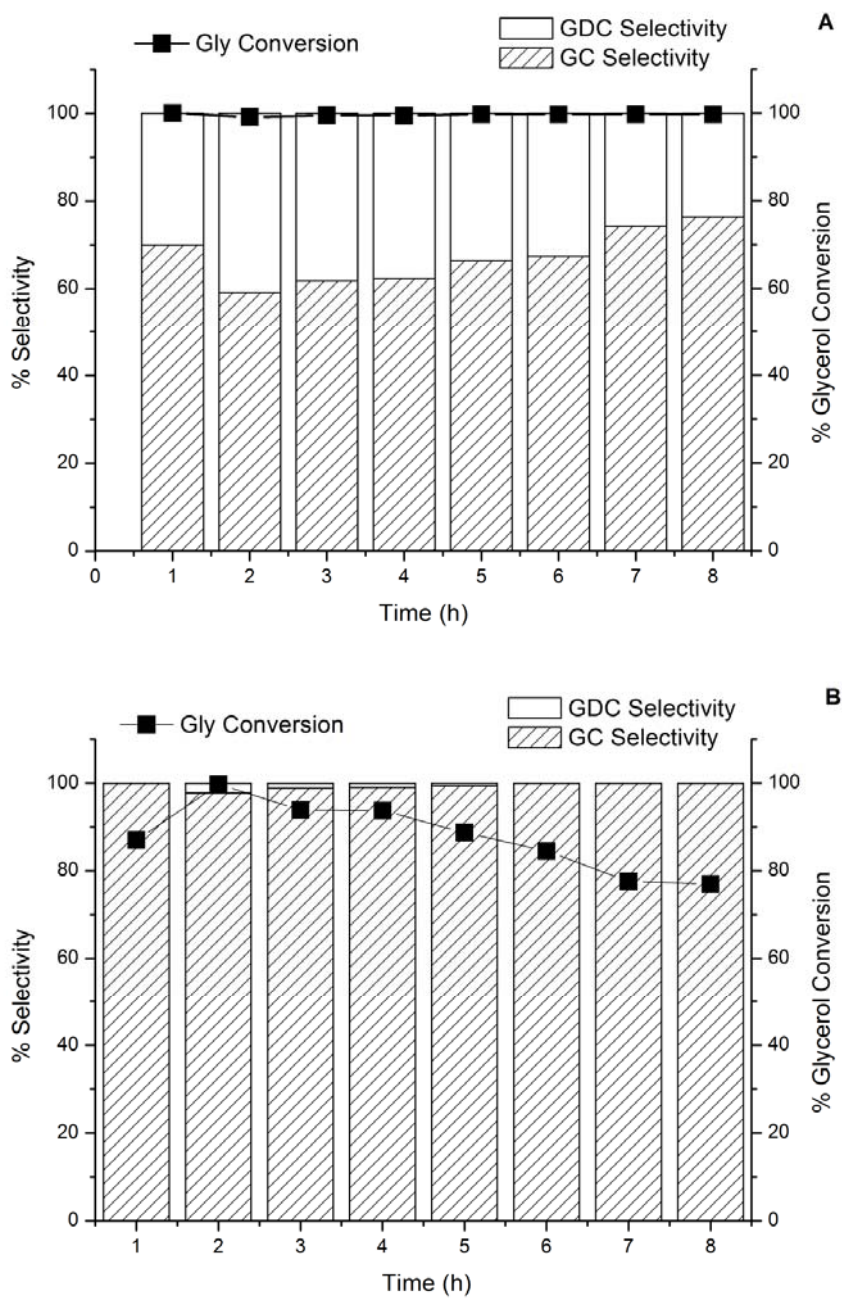 A
Gly Conversion
GDC Selectivity
GC Selectivity
100 100
80 80
60 60
40 40
20 20
0 0
0 1 2 3 4 5 6 7 8
% Selectivity
% Glycerol Conversion
Time (h)
B
Gly Conversion
GDC Selectivity
GC Selectivity
100 100
80 80
60 60
40 40
20 20
0 0
1 2 3 4 5 6 7 8
% Selectivity
% Glycerol Conversion
Time (h)